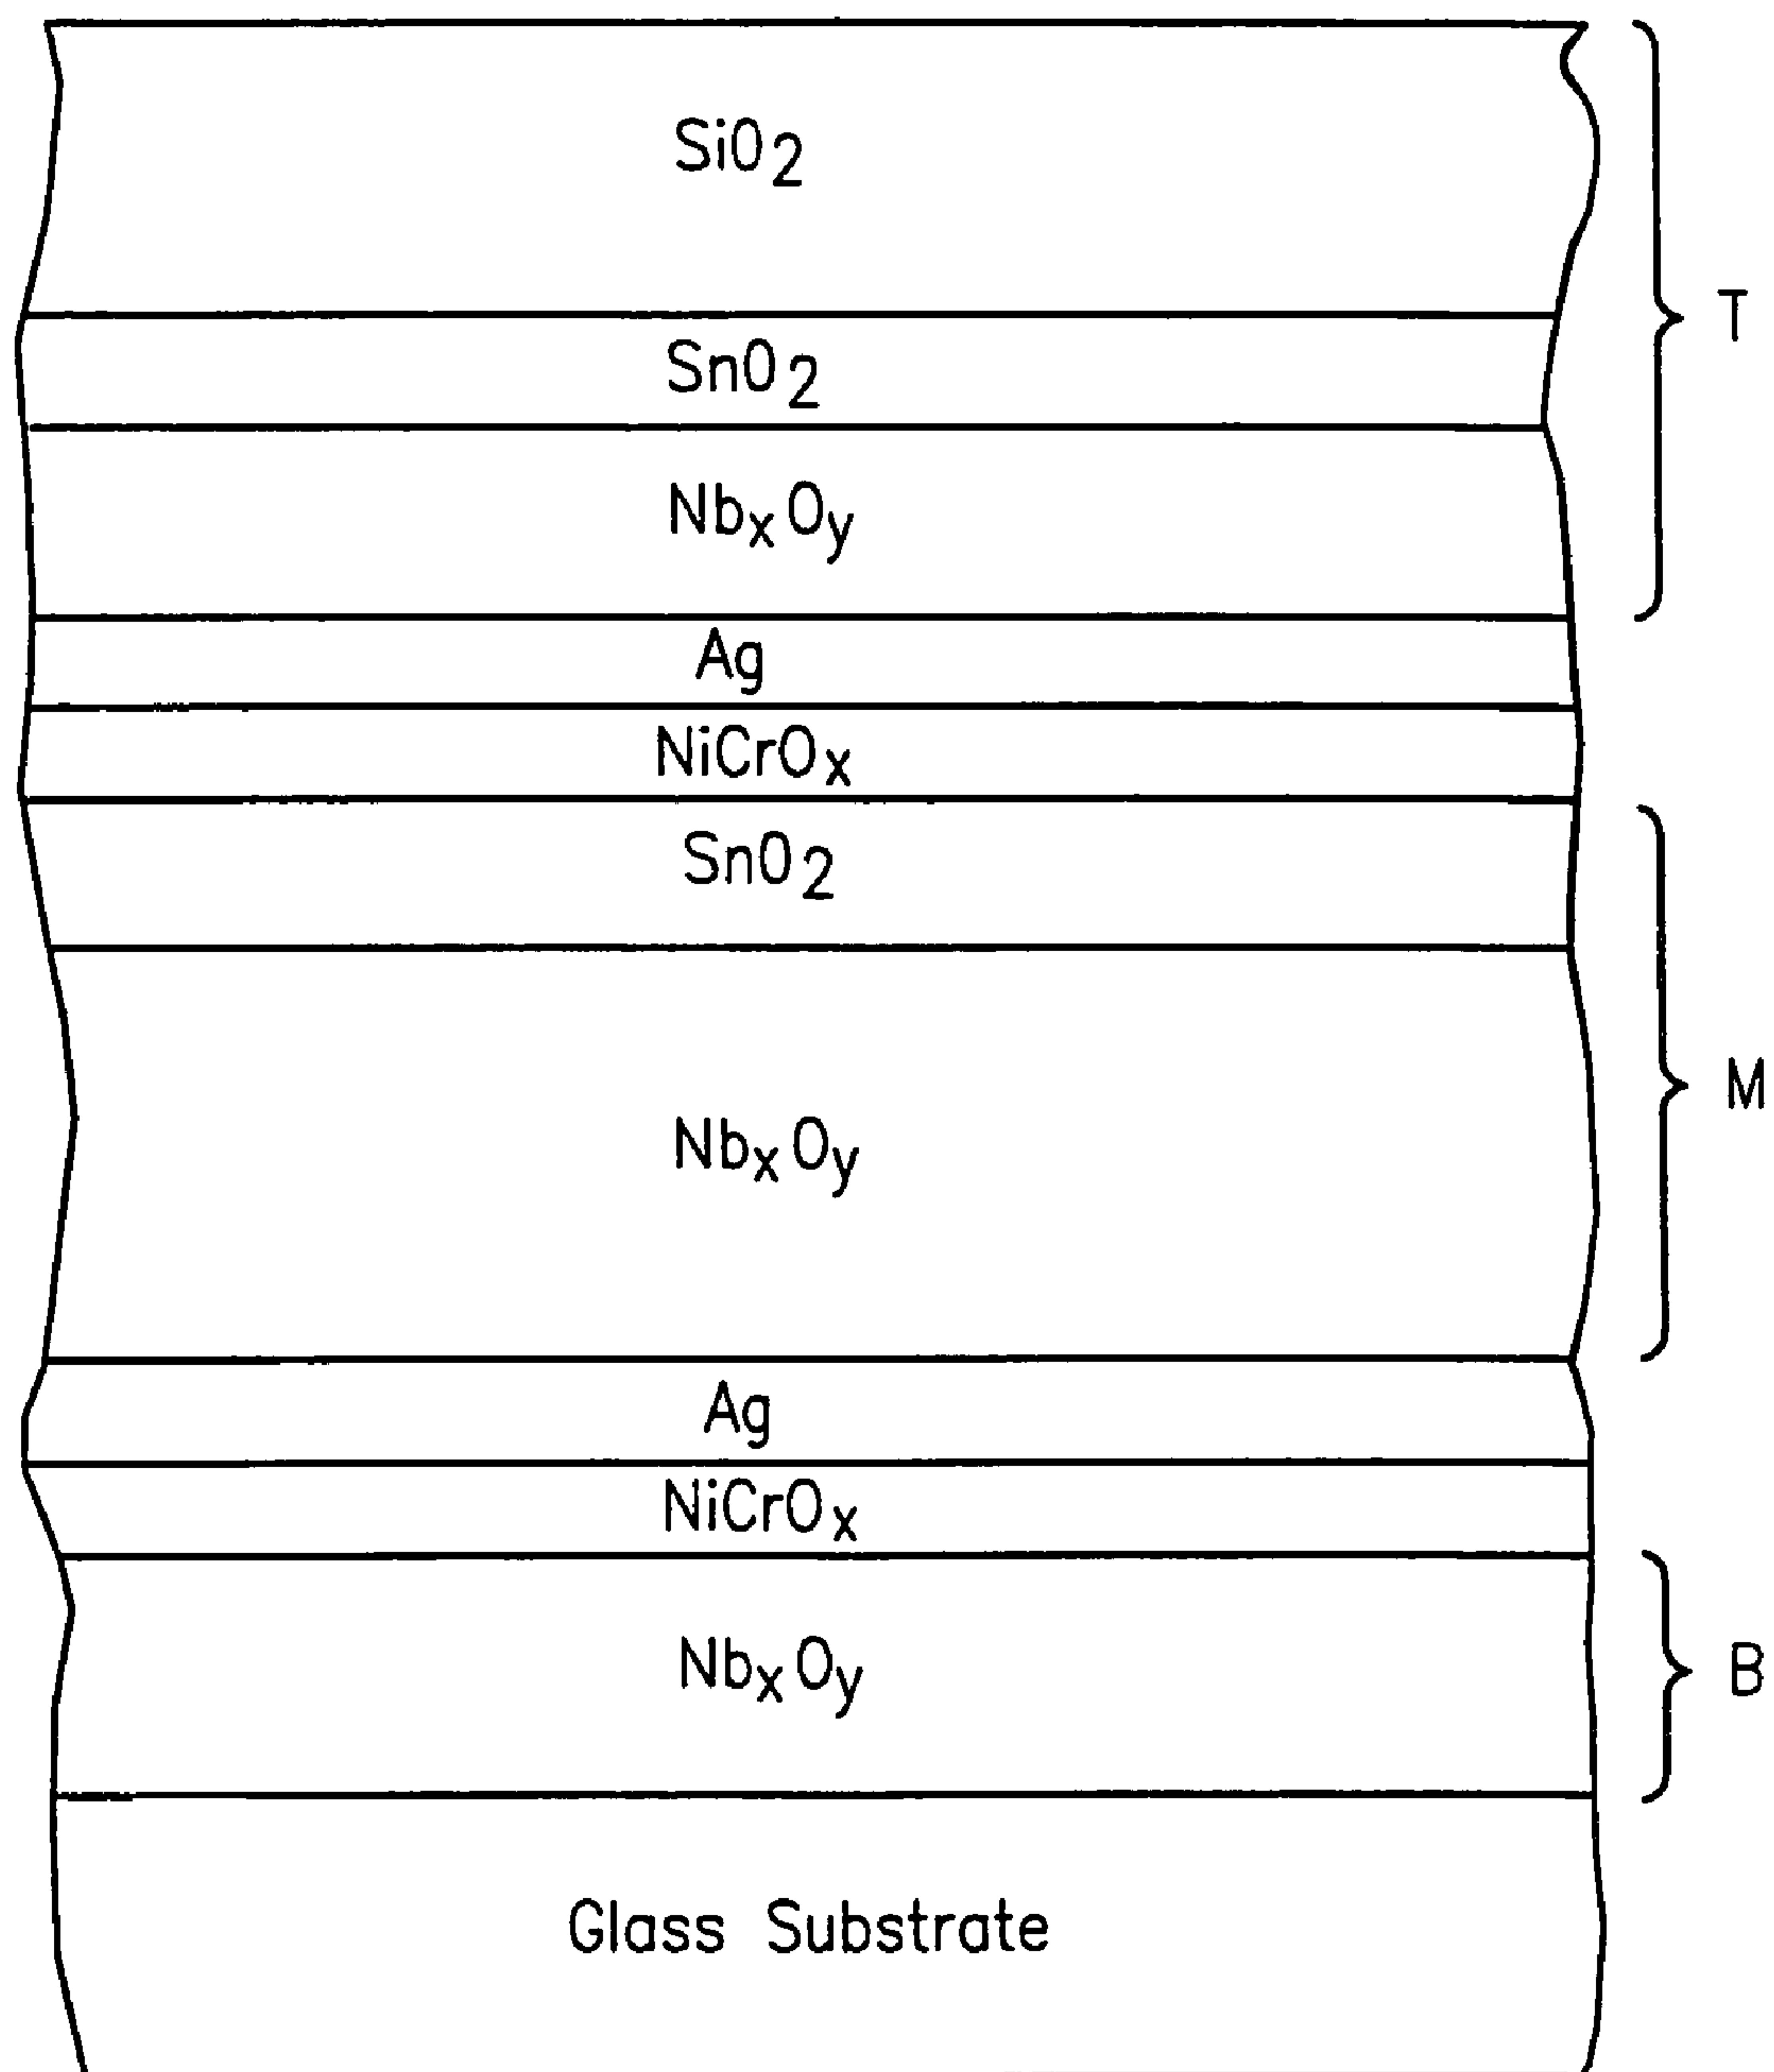 SiO2
T
SnO2
NbxOy
Ag
NiCrOx
SnO2
M
NbxOy
Ag
NiCrOx
NbxOy
B
Glass Substrate